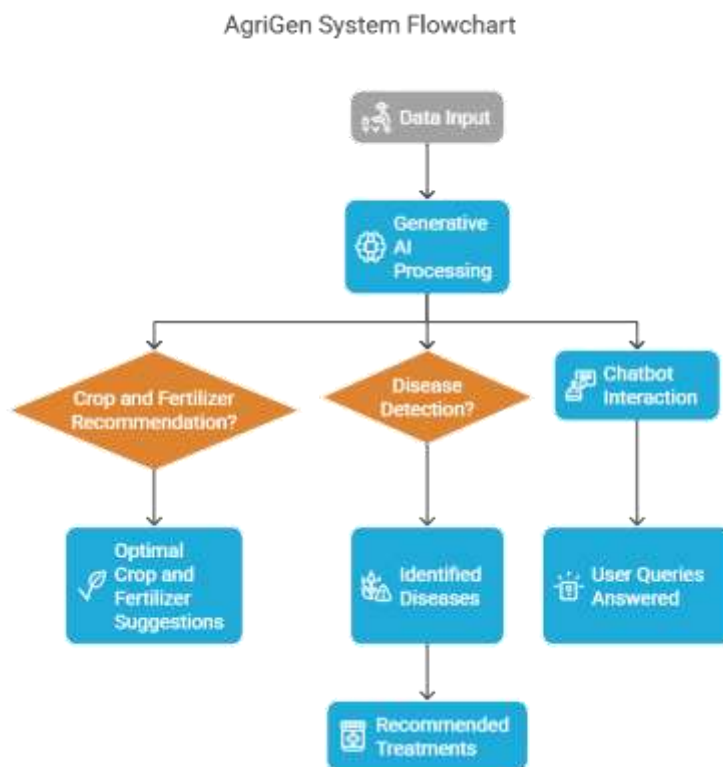 AgriGen System Flowchart
Data Input
Generative
AI
Processing
Crop and Fertilizer
Recommendation?
Disease
Detection?
Chatbot
Interaction
Optimal
Crop and
Fertilizer
Suggestions
Identified
Diseases
User Queries
Answered
Recommended
Treatments